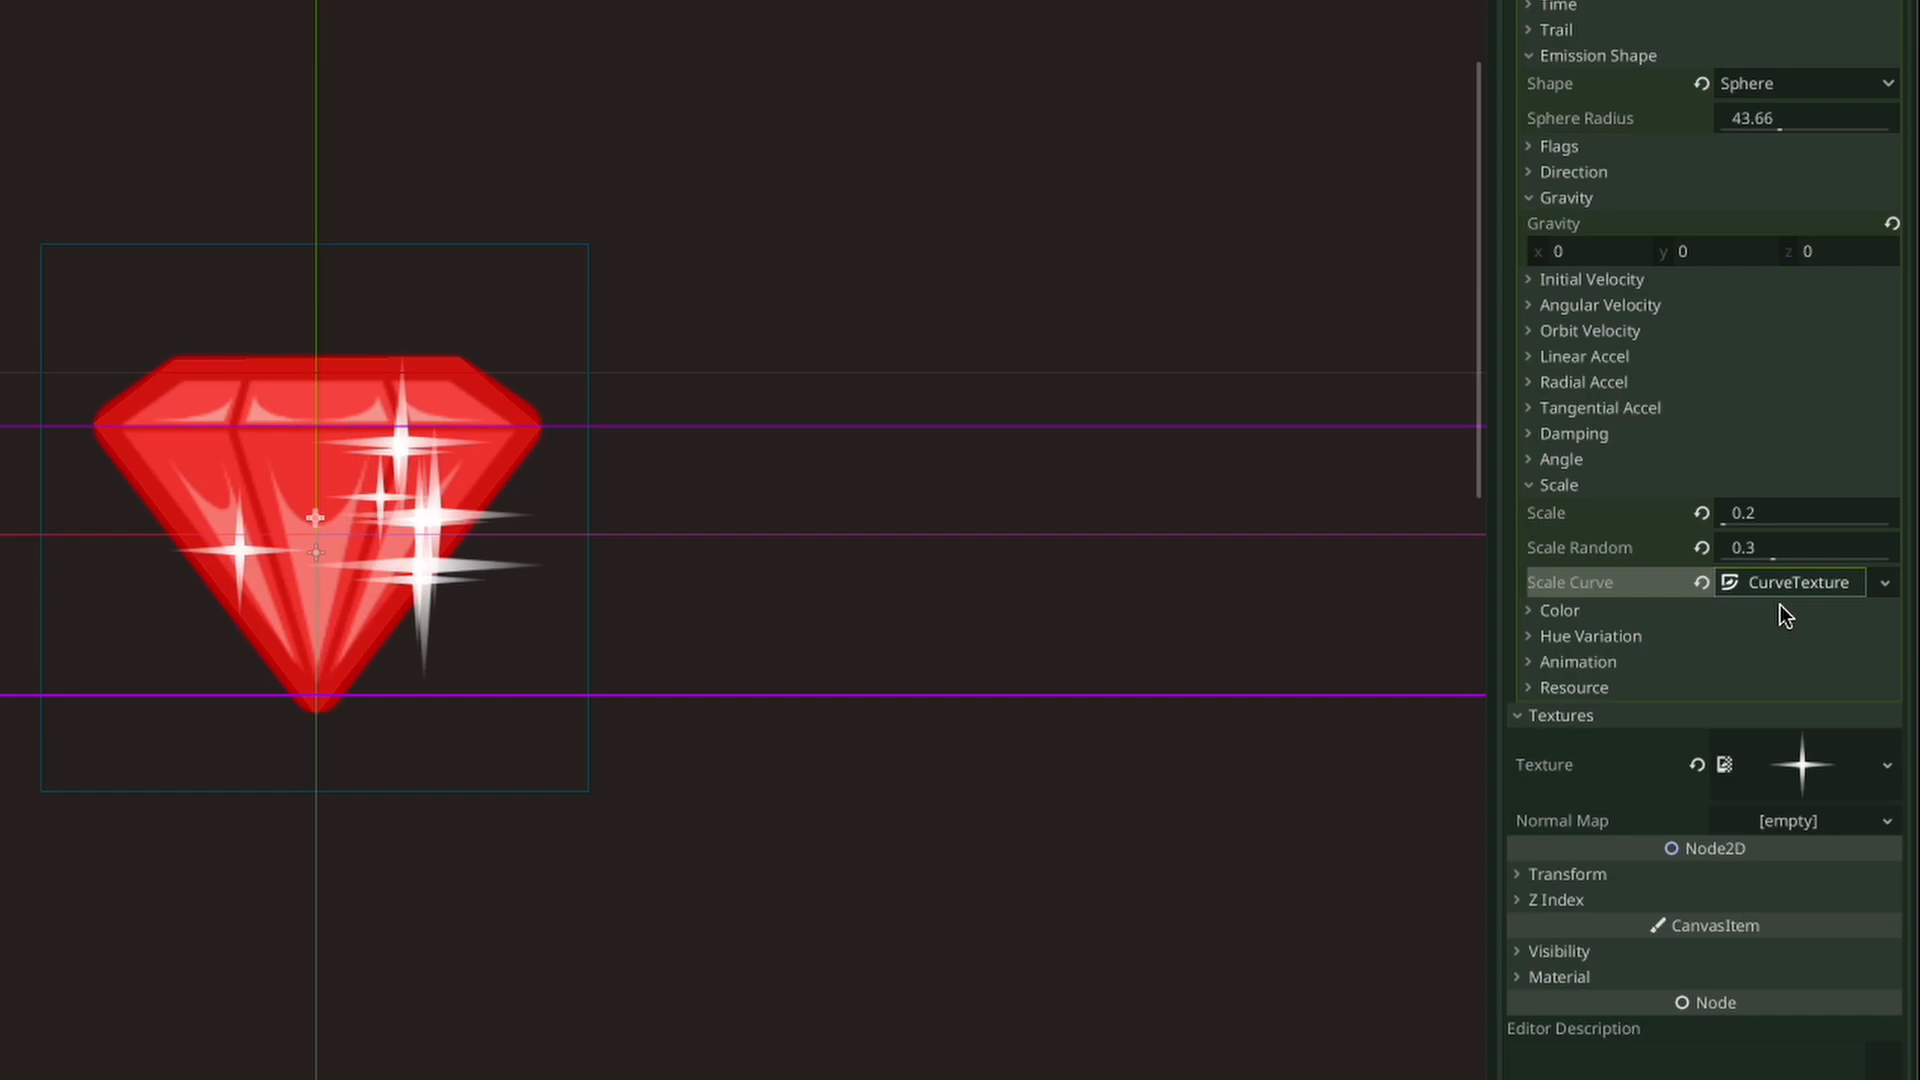 Time
Trail
Emission Shape
Shape Sphere
Sphere Radius 43.66
Flags
Direction
Gravity
Gravity
x 0 y 0 z 0
Initial Velocity
Angular Velocity
Orbit Velocity
Linear Accel
Radial Accel
Tangential Accel
Damping
Angle
Scale
Scale 0.2
Scale Random 0.3
Scale Curve CurveTexture
Color
Hue Variation
Animation
Resource
Textures
Texture
Normal Map [empty]
Node2D
Transform
Z Index
CanvasItem
Visibility
Material
Node
Editor Description